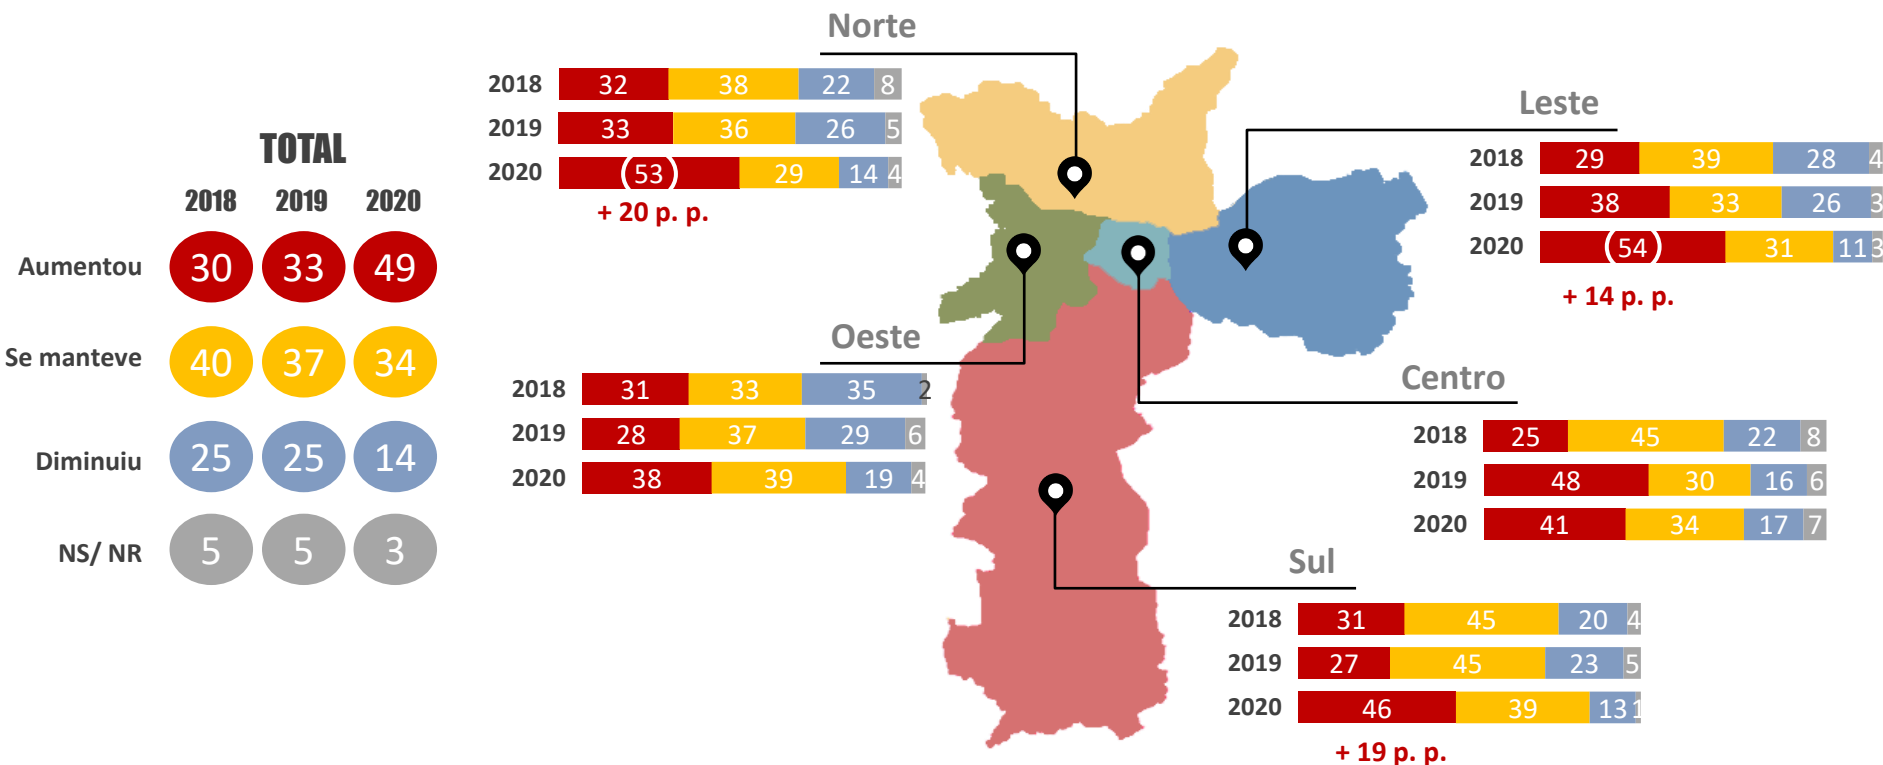 TOTAL
2018 2019 2020
Aumentou 30 33 49
Se manteve 40 37 34
Diminuiu 25 25 14
NS/ NR 5 5 3
Norte
2018 32 38 22 8
2019 33 36 26 5
2020 53 29 14 4
+ 20 p. p.
Leste
2018 29 39 28 4
2019 38 33 26 3
2020 54 31 11 3
+ 14 p. p.
Oeste
2018 31 33 35 2
2019 28 37 29 6
2020 38 39 19 4
Centro
2018 25 45 22 8
2019 48 30 16 6
2020 41 34 17 7
Sul
2018 31 45 20 4
2019 27 45 23 5
2020 46 39 13 1
+ 19 p. p.